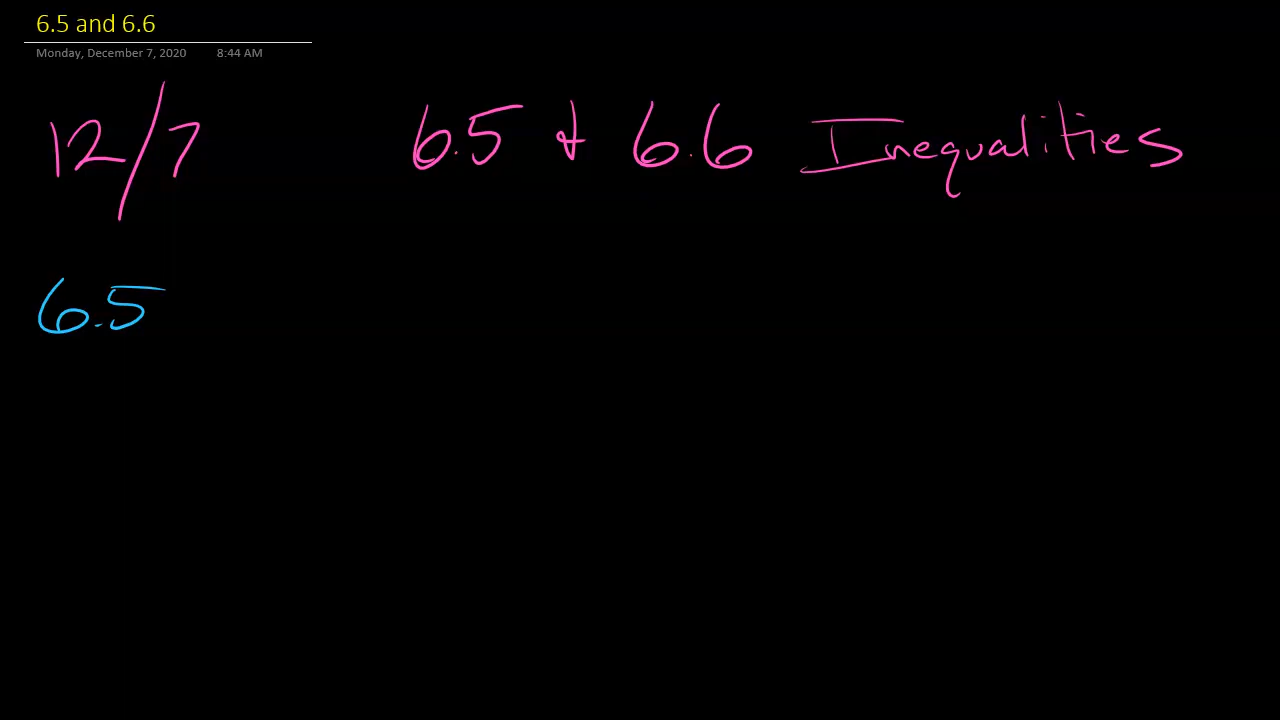 6.5 and 6.6
Monday, December 7, 2020 8:44 AM
12/7 6.5 & 6.6 Inequalities
6.5